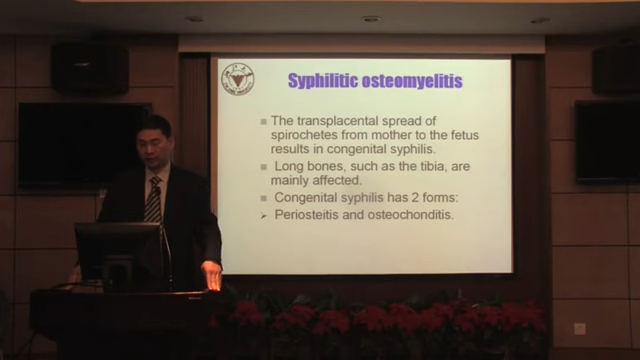 Syphilitic osteomyelitis
The transplacental spread of
spirochetes from mother to the fetus
results in congenital syphilis.
Long bones, such as the tibia, are
mainly affected.
Congenital syphilis has 2 forms:
Periosteitis and osteochonditis.